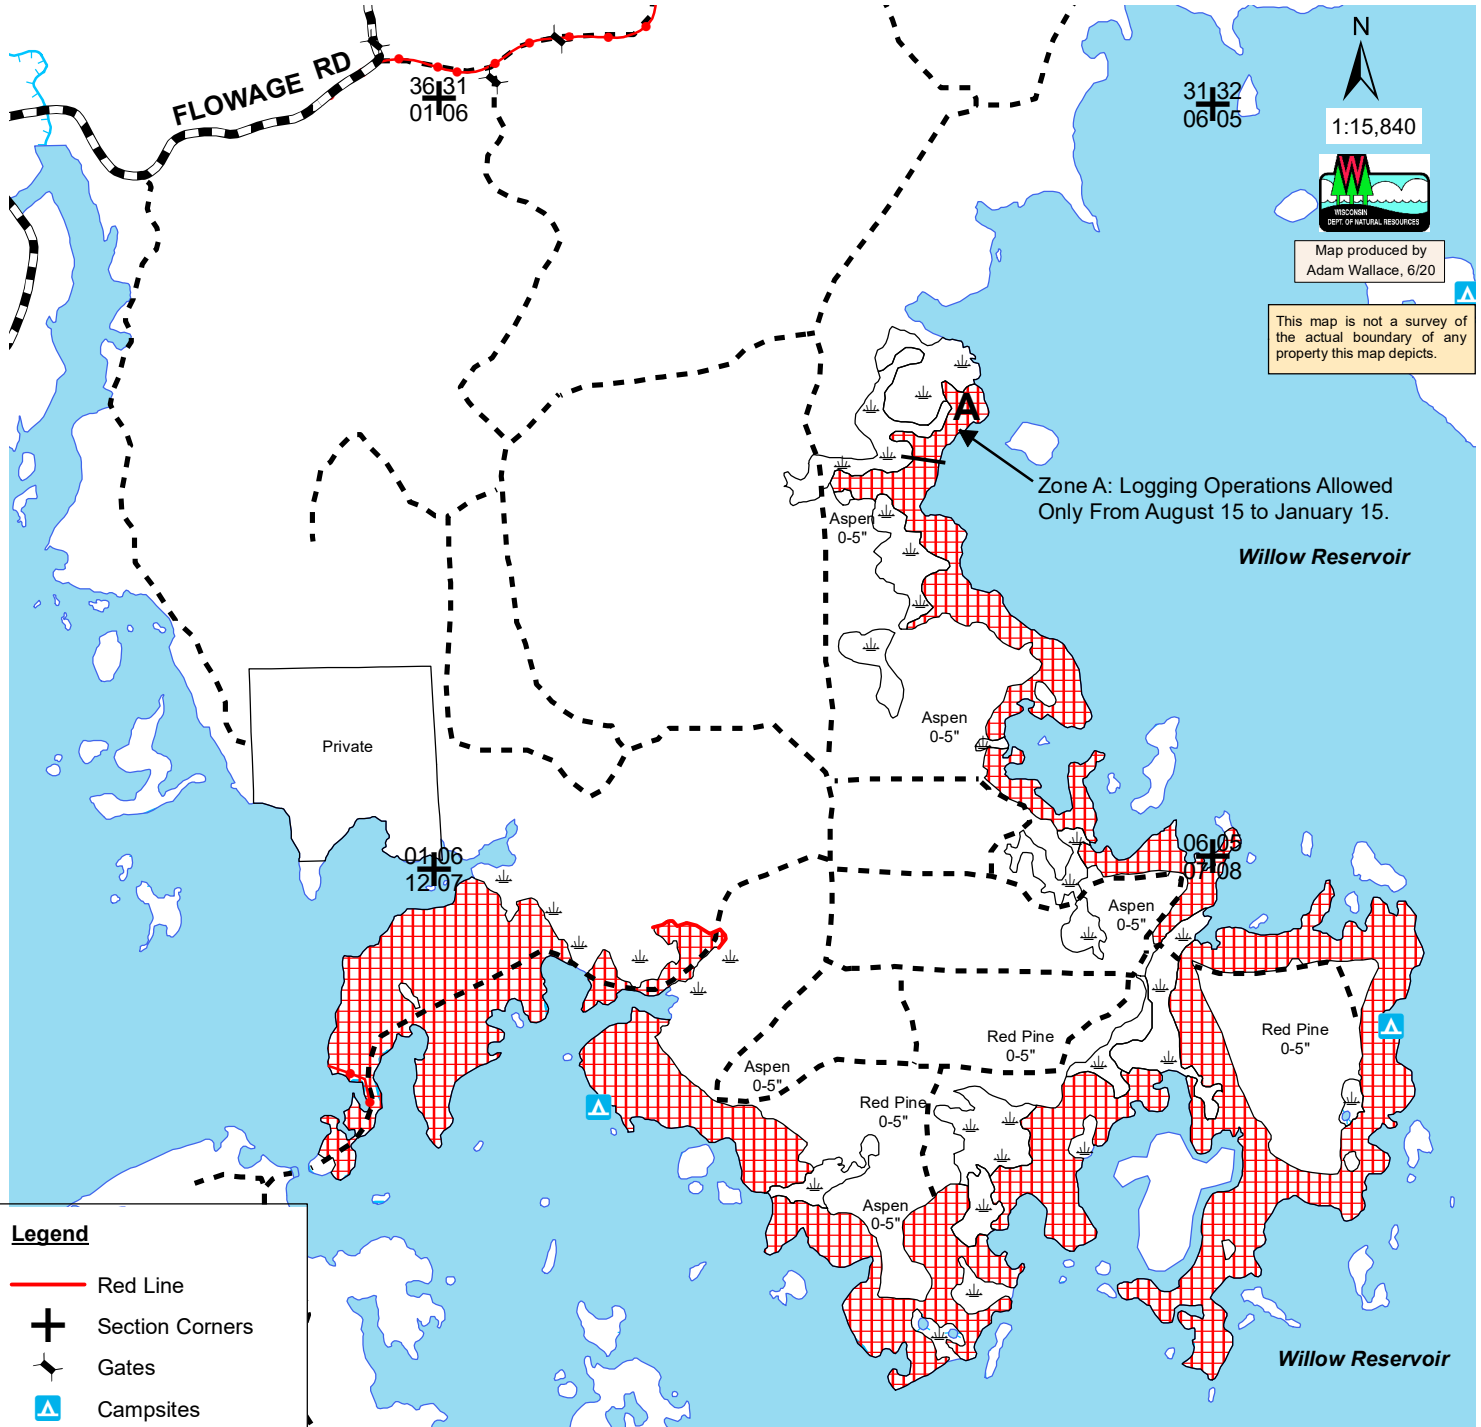 FLOWAGE RD
36 31
01 06
31 32
06 05
N
1:15,840
WISCONSIN
DEPT. OF NATURAL RESOURCES
Map produced by
Adam Wallace, 6/20
This map is not a survey of
the actual boundary of any
property this map depicts.
A
Zone A: Logging Operations Allowed
Only From August 15 to January 15.
Willow Reservoir
Aspen
0-5"
Aspen
0-5"
Private
01 06
12 07
06 05
07 08
Aspen
0-5"
Red Pine
0-5"
Red Pine
0-5"
Aspen
0-5"
Red Pine
0-5"
Aspen
0-5"
Willow Reservoir
Legend
Red Line
Section Corners
Gates
Campsites